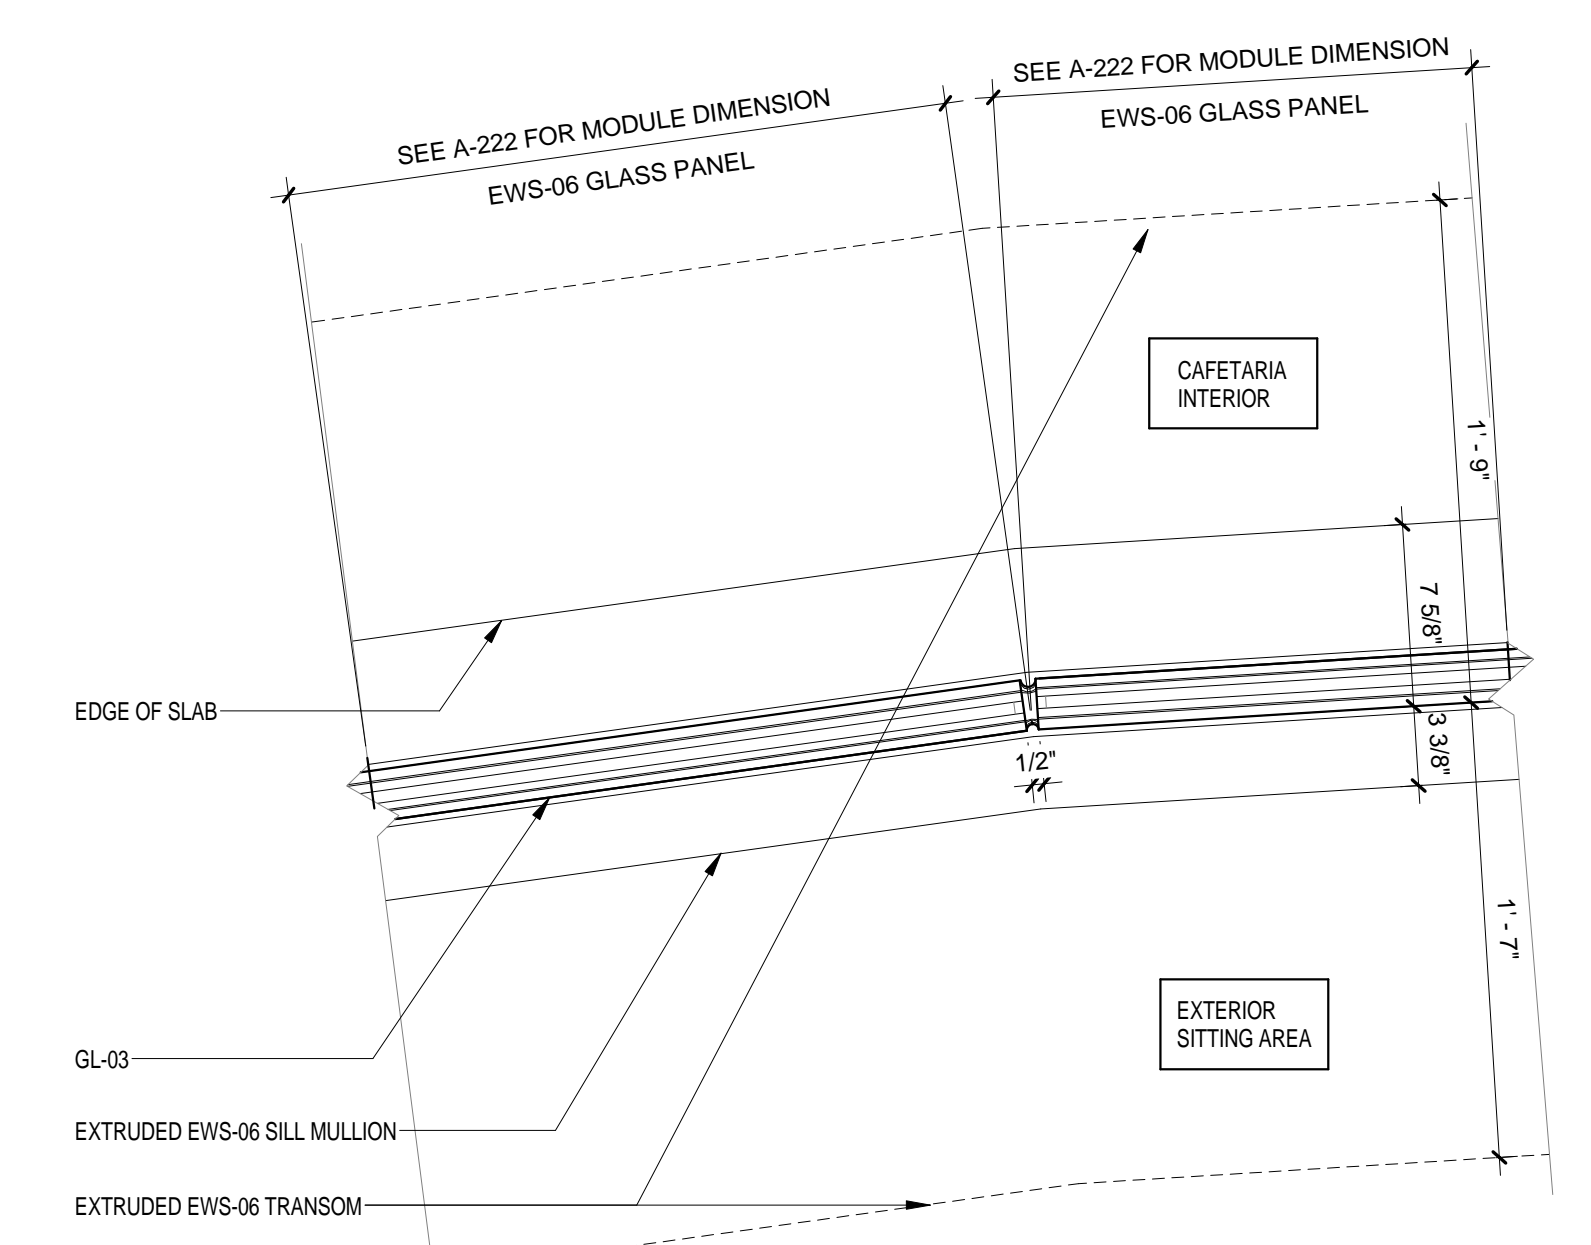 SEE A-222 FOR MODULE DIMENSION
EWS-06 GLASS PANEL
SEE A-222 FOR MODULE DIMENSION
EWS-06 GLASS PANEL
CAFETARIA
INTERIOR
1' - 9"
7 5/8"
3 3/8"
1/2"
1' - 7"
EXTERIOR
SITTING AREA
EDGE OF SLAB
GL-03
EXTRUDED EWS-06 SILL MULLION
EXTRUDED EWS-06 TRANSOM